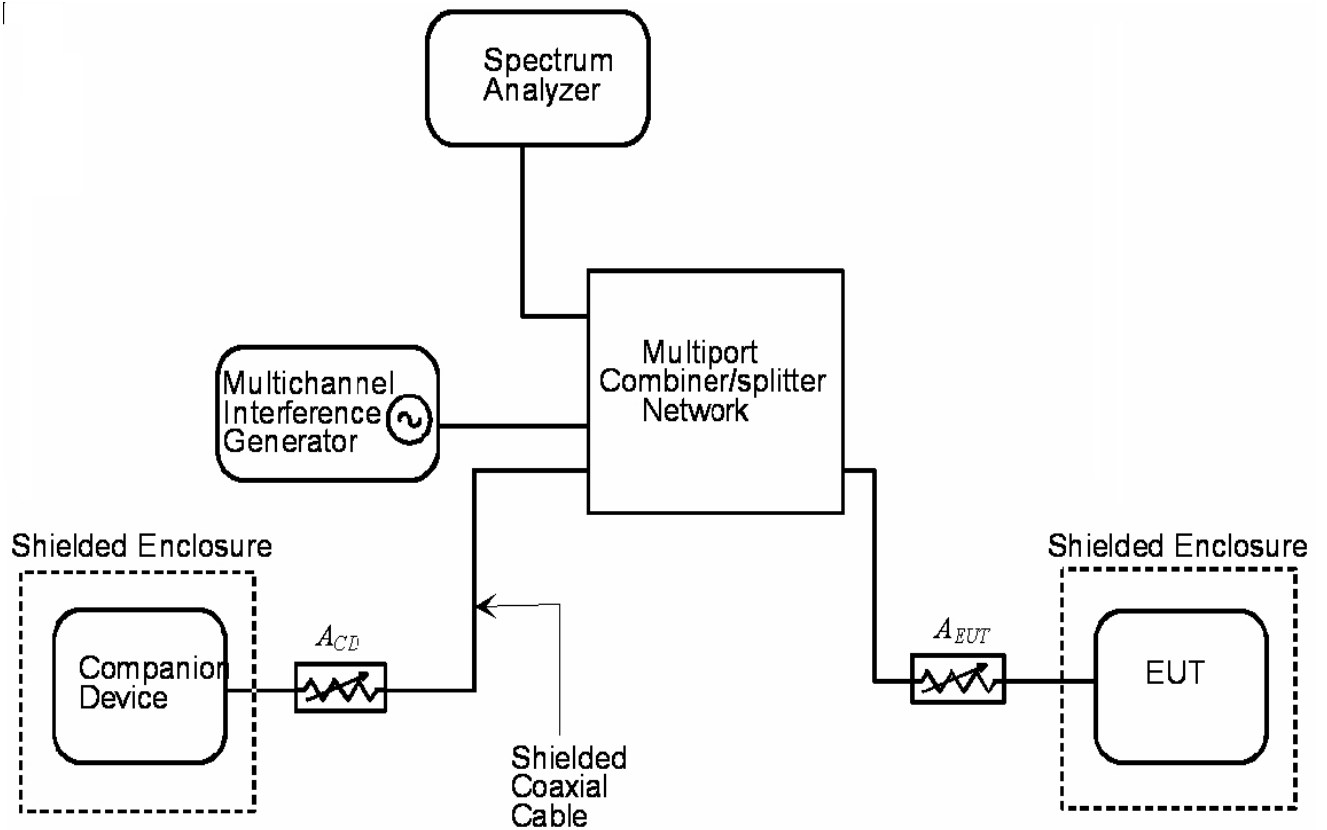 Spectrum
Analyzer
Multiport
Combiner/splitter
Network
Multichannel
Interference
Generator
Shielded Enclosure
Shielded Enclosure
A_CD
A_EUT
Companion
Device
EUT
Shielded
Coaxial
Cable